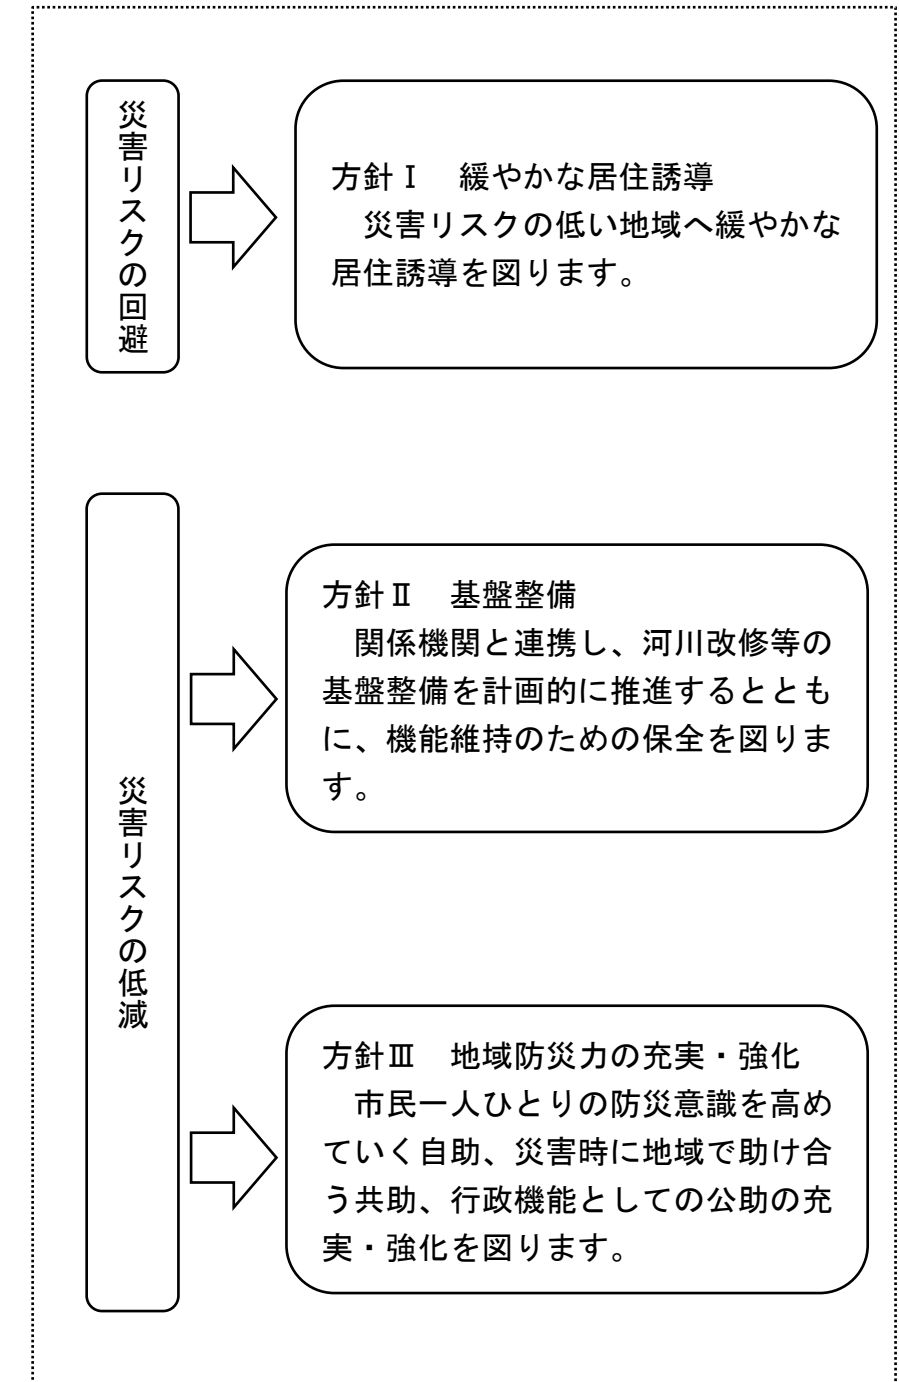 災害リスクの回避
方針Ⅰ　緩やかな居住誘導
　災害リスクの低い地域へ緩やかな
居住誘導を図ります。
災害リスクの低減
方針Ⅱ　基盤整備
　関係機関と連携し、河川改修等の
基盤整備を計画的に推進するととも
に、機能維持のための保全を図りま
す。
方針Ⅲ　地域防災力の充実・強化
　市民一人ひとりの防災意識を高め
ていく自助、災害時に地域で助け合
う共助、行政機能としての公助の充
実・強化を図ります。